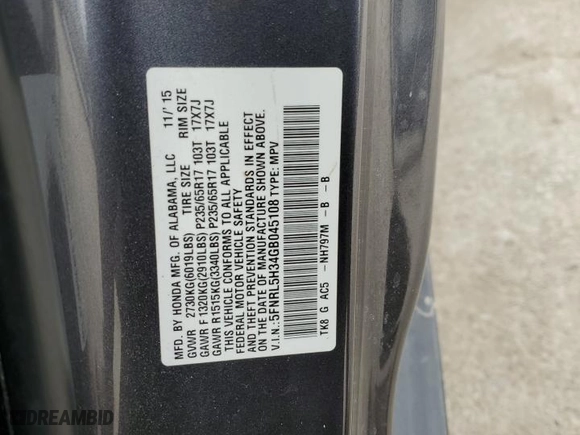 MFD. BY HONDA MFG. OF ALABAMA, LLC 11/'15
GVWR 2730KG(6019LBS) TIRE SIZE RIM SIZE
GAWR F 1320KG(2910LBS) P235/65R17 103T 17X7J
GAWR R 1515KG(3340LBS) P235/65R17 103T 17X7J
THIS VEHICLE CONFORMS TO ALL APPLICABLE
FEDERAL MOTOR VEHICLE SAFETY
AND THEFT PREVENTION STANDARDS IN EFFECT
ON THE DATE OF MANUFACTURE SHOWN ABOVE.
V.I.N.: 5FNRL5H34GB045108 TYPE: MPV
TK8 G AC5 -NH797M -B -B
DREAMBID